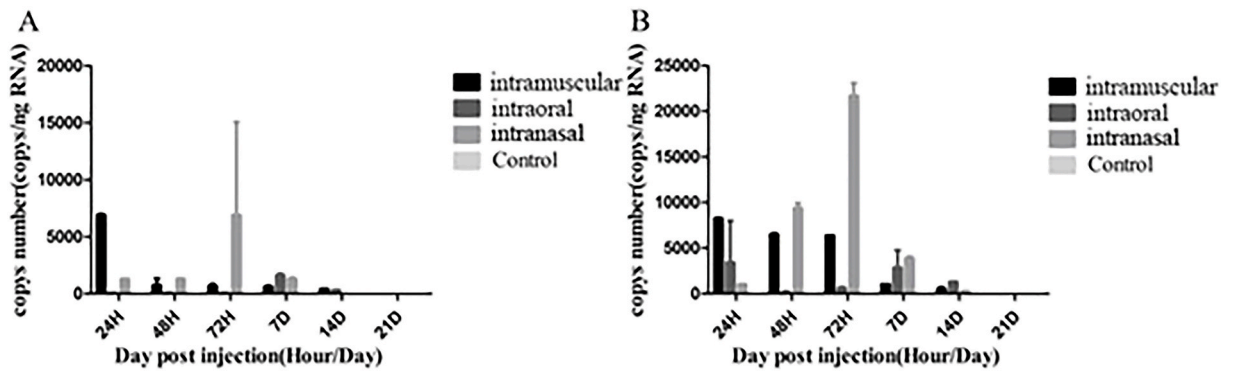 A
copys number(copys/ng RNA)
20000
15000
10000
5000
0
24H
48H
72H
7D
14D
21D
Day post injection(Hour/Day)
intramuscular
intraoral
intranasal
Control
B
copys number(copys/ng RNA)
25000
20000
15000
10000
5000
0
24H
48H
72H
7D
14D
21D
Day post injection(Hour/Day)
intramuscular
intraoral
intranasal
Control